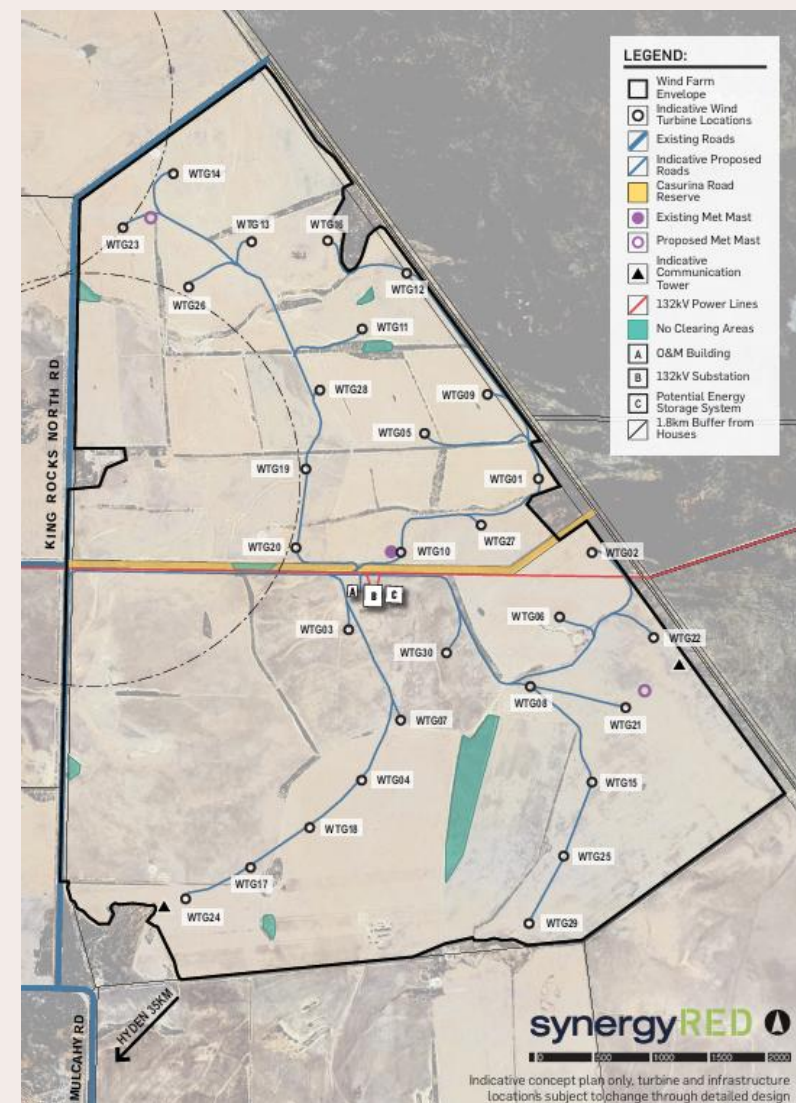 LEGEND:
Wind Farm
Envelope
Indicative Wind
Turbine Locations
Existing Roads
Indicative Proposed
Roads
Casurina Road
Reserve
Existing Met Mast
Proposed Met Mast
Indicative
Communication
Tower
132kV Power Lines
No Clearing Areas
A O&M Building
B 132kV Substation
C Potential Energy
Storage System
1.8km Buffer from
Houses
WTG14
WTG23
WTG13
WTG16
WTG26
WTG12
WTG11
WTG28
WTG09
WTG05
KING ROCKS NORTH RD
WTG19
WTG01
WTG27
WTG20
WTG10
WTG02
A
B
C
WTG03
WTG06
WTG22
WTG30
WTG08
WTG21
WTG07
WTG04
WTG15
WTG18
WTG25
WTG17
WTG24
WTG29
HYDEN 35KM
MULCAHY RD
synergyRED
0 500 1000 1500 2000
Indicative concept plan only, turbine and infrastructure
locations subject to change through detailed design